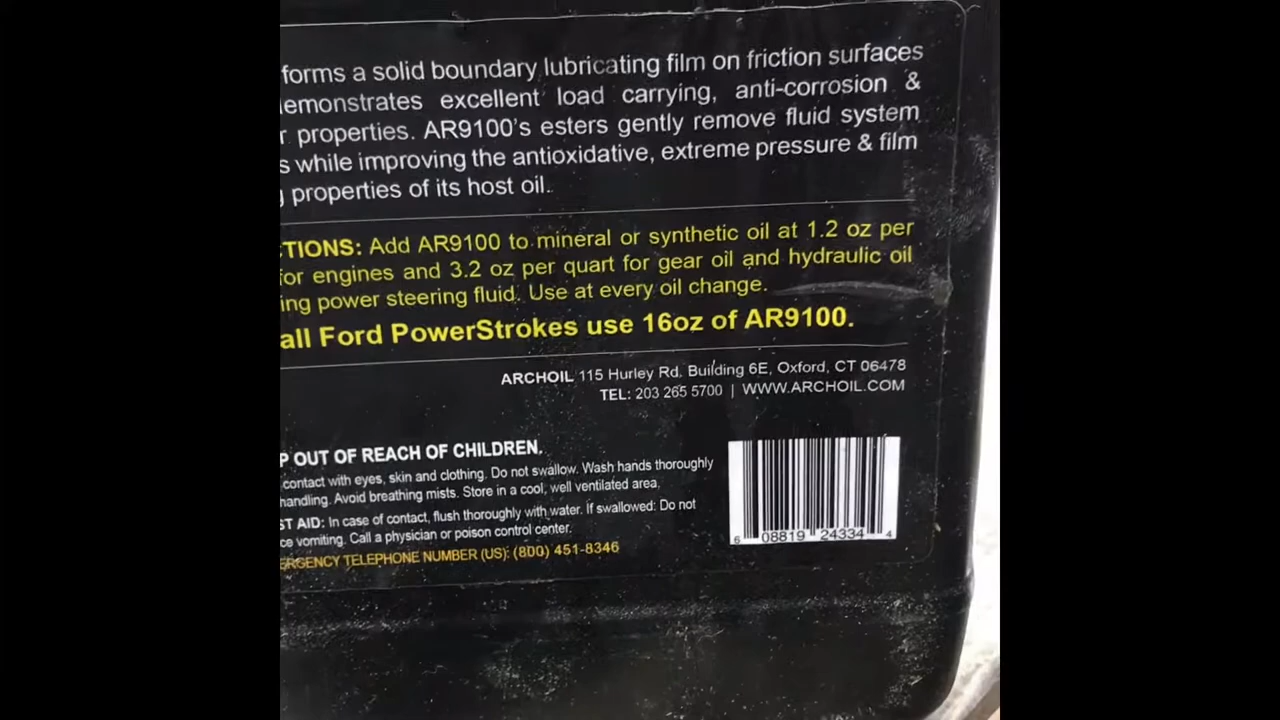 forms a solid boundary lubricating film on friction surfaces
emonstrates excellent load carrying, anti-corrosion &
r properties. AR9100's esters gently remove fluid system
s while improving the antioxidative, extreme pressure & film
g properties of its host oil.
TIONS: Add AR9100 to mineral or synthetic oil at 1.2 oz per
for engines and 3.2 oz per quart for gear oil and hydraulic oil
ing power steering fluid. Use at every oil change.
all Ford PowerStrokes use 16oz of AR9100.
ARCHOIL 115 Hurley Rd. Building 6E, Oxford, CT 06478
TEL: 203 265 5700 | WWW.ARCHOIL.COM
P OUT OF REACH OF CHILDREN.
contact with eyes, skin and clothing. Do not swallow. Wash hands thoroughly
handling. Avoid breathing mists. Store in a cool, well ventilated area.
ST AID: In case of contact, flush thoroughly with water. If swallowed: Do not
ce vomiting. Call a physician or poison control center.
ERGENCY TELEPHONE NUMBER (US): (800) 451-8346
6 08819 24334 4